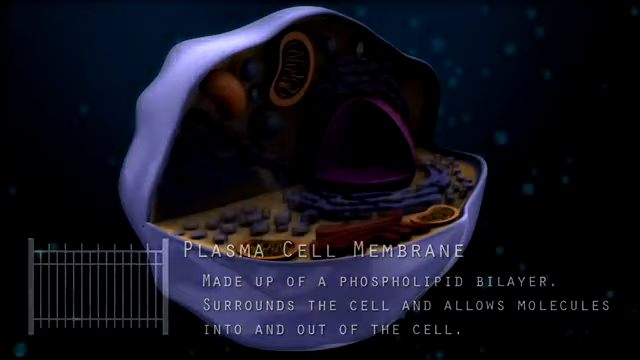 Plasma Cell Membrane
Made up of a phospholipid bilayer.
Surrounds the cell and allows molecules
into and out of the cell.